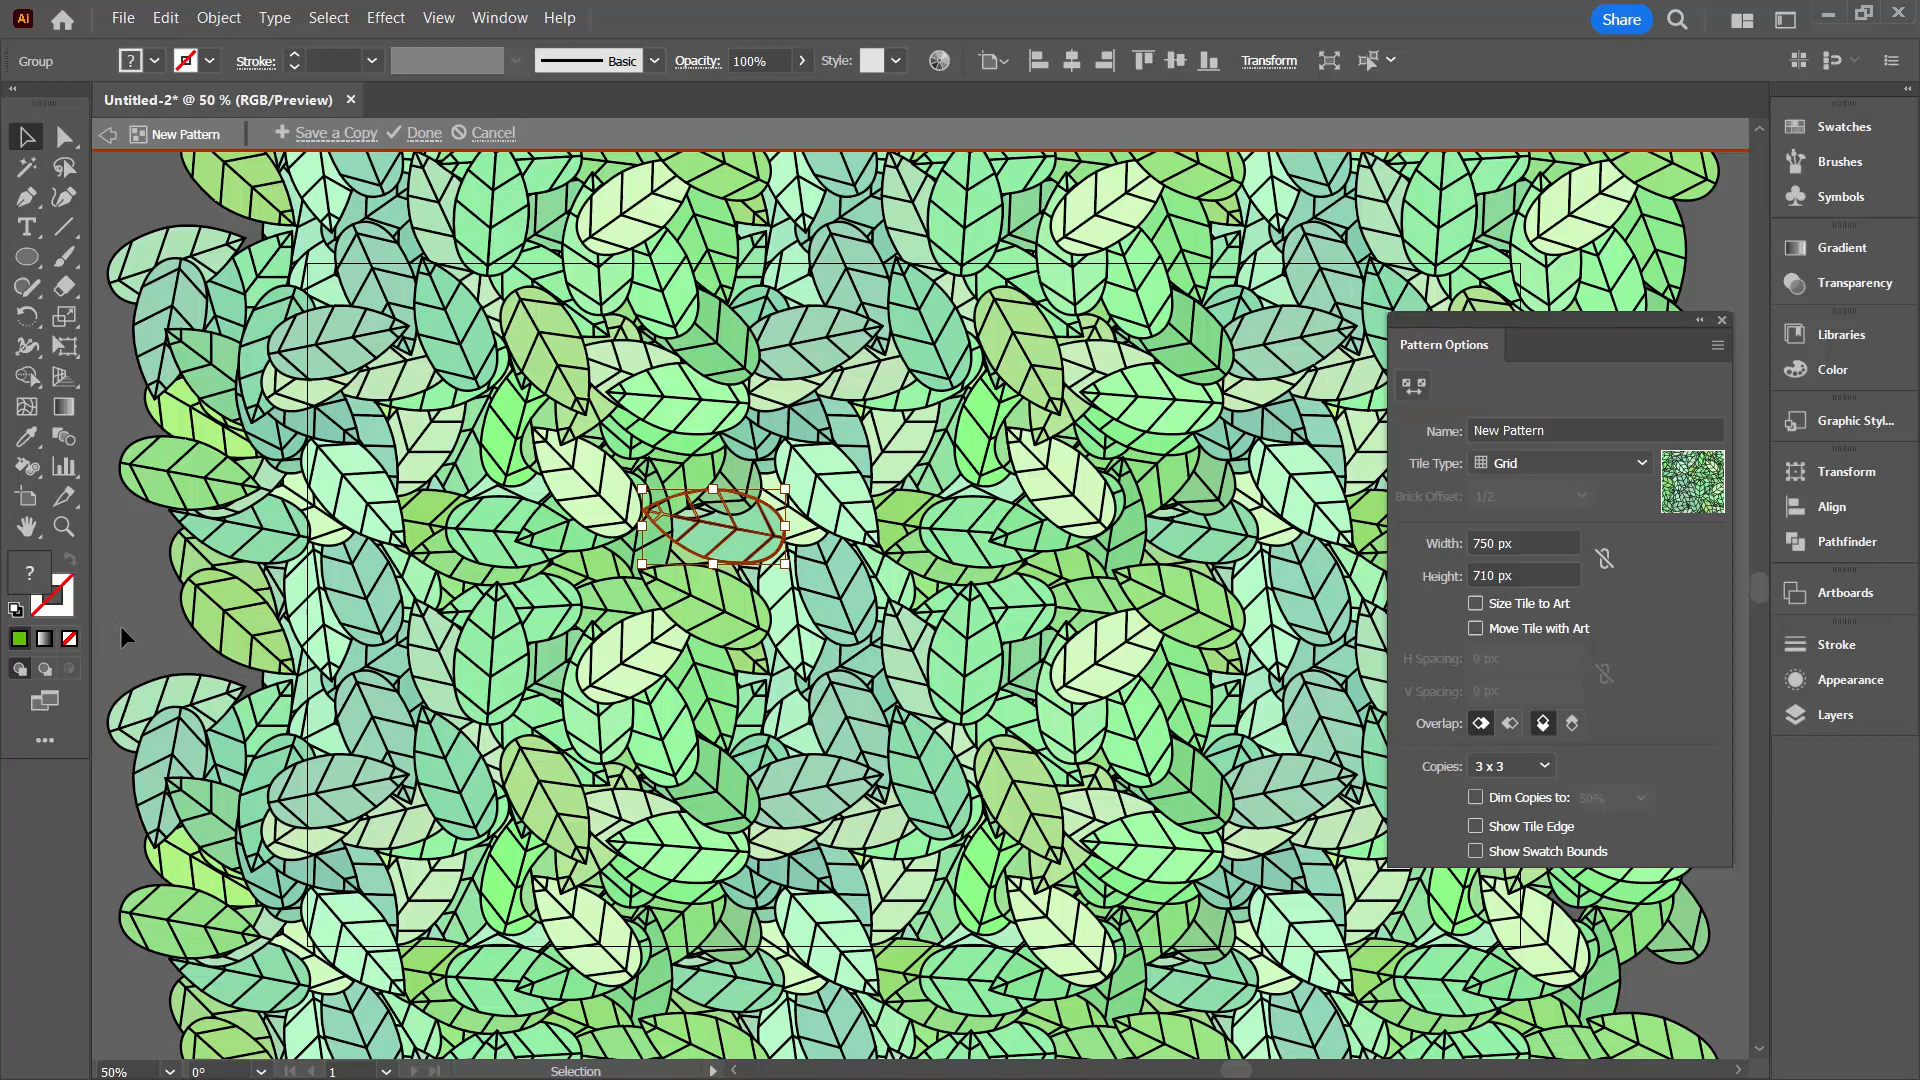 Ai File Edit Object Type Select Effect View Window Help Share
Group ? Stroke: Basic Opacity: 100% Style: Transform
Untitled-2* @ 50 % (RGB/Preview)
New Pattern Save a Copy Done Cancel
Swatches
Brushes
Symbols
Gradient
Transparency
Libraries
Color
Graphic Styl...
Transform
Align
Pathfinder
Artboards
Stroke
Appearance
Layers
Pattern Options
Name: New Pattern
Tile Type: Grid
Brick Offset: 1/2
Width: 750 px
Height: 710 px
Size Tile to Art
Move Tile with Art
H Spacing: 0 px
V Spacing: 0 px
Overlap:
Copies: 3 x 3
Dim Copies to: 50%
Show Tile Edge
Show Swatch Bounds
?
50% 0° 1 Selection